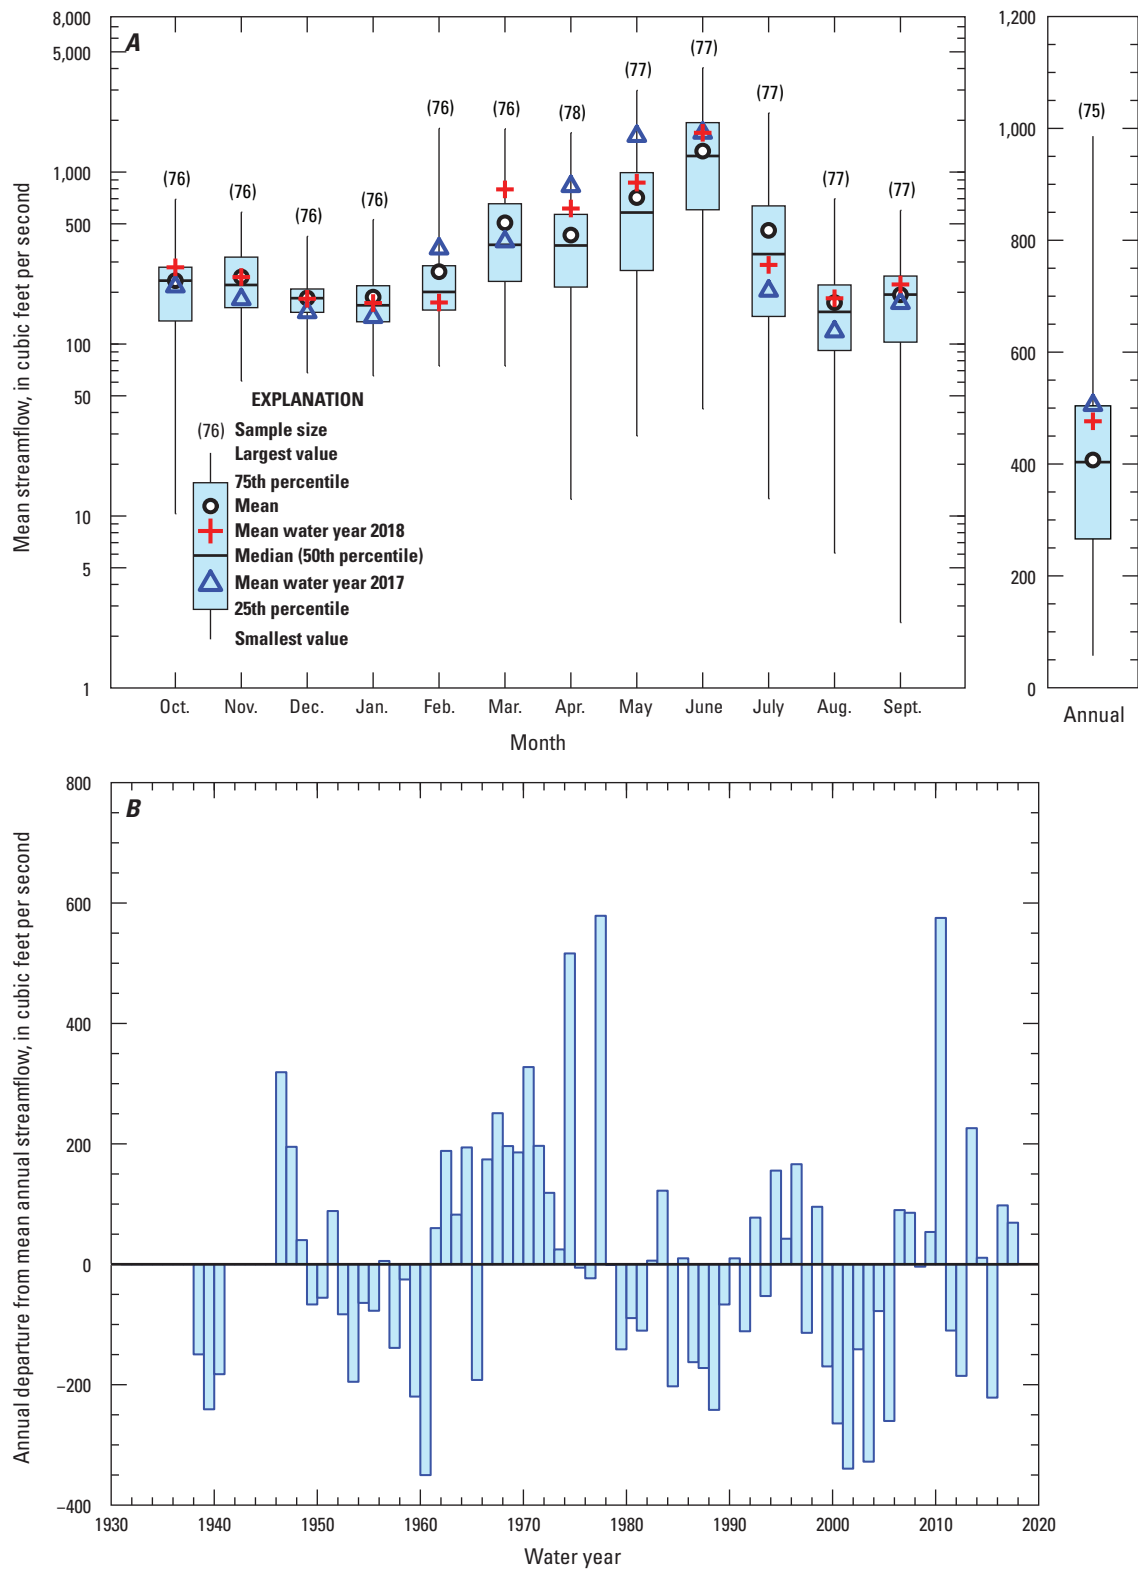 A
Mean streamflow, in cubic feet per second
8,000
5,000
1,000
500
100
50
10
5
1
(76)
(76)
(76)
(76)
(76)
(76)
(78)
(77)
(77)
(77)
(77)
(77)
EXPLANATION
(76) Sample size
Largest value
75th percentile
Mean
Mean water year 2018
Median (50th percentile)
Mean water year 2017
25th percentile
Smallest value
Oct. Nov. Dec. Jan. Feb. Mar. Apr. May June July Aug. Sept.
Month
1,200
1,000
800
600
400
200
0
(75)
Annual
B
Annual departure from mean annual streamflow, in cubic feet per second
800
600
400
200
0
−200
−400
1930 1940 1950 1960 1970 1980 1990 2000 2010 2020
Water year